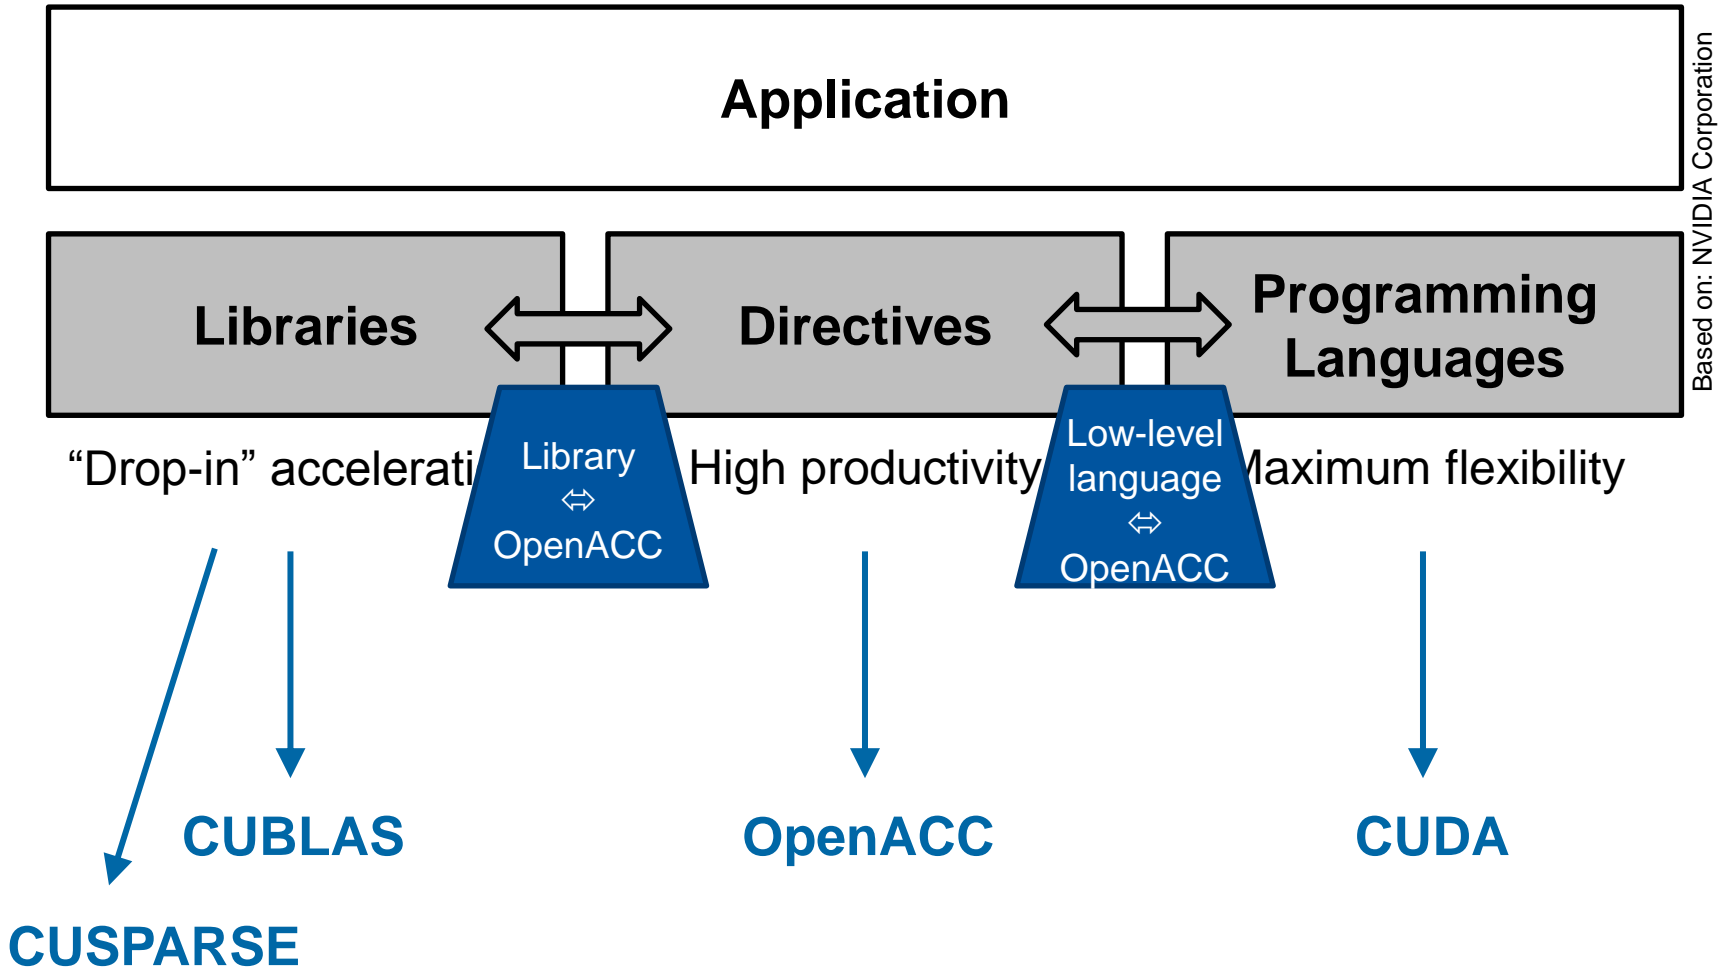 Application
Based on: NVIDIA Corporation
Libraries
Directives
Programming
Languages
“Drop-in” accelerati
High productivity
Maximum flexibility
Library
⇔
OpenACC
Low-level
language
⇔
OpenACC
CUBLAS
OpenACC
CUDA
CUSPARSE